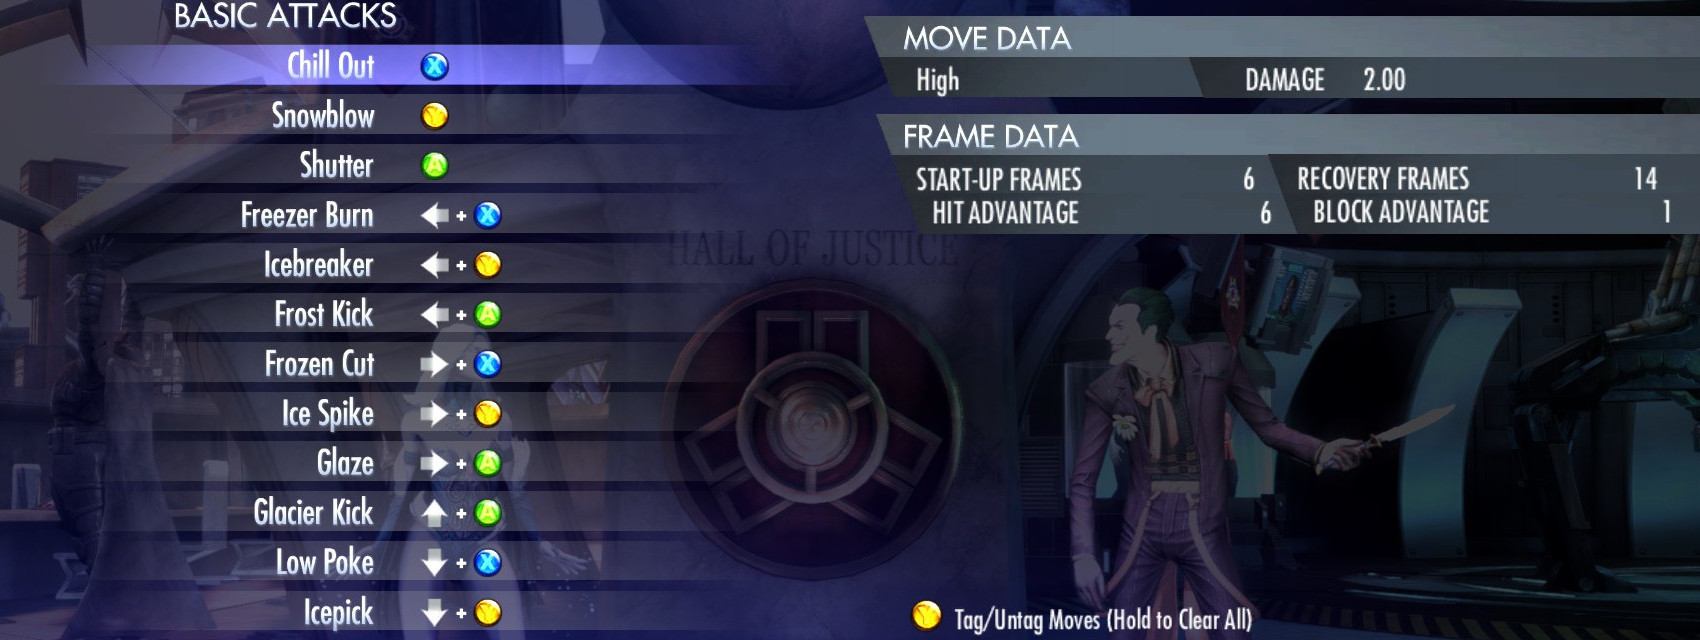 BASIC ATTACKS
Chill Out X
Snowblow Y
Shutter A
Freezer Burn + X
Icebreaker + Y
Frost Kick + A
Frozen Cut + X
Ice Spike + Y
Glaze + A
Glacier Kick + A
Low Poke + X
Icepick + Y
MOVE DATA
High DAMAGE 2.00
FRAME DATA
START-UP FRAMES 6 RECOVERY FRAMES 14
HIT ADVANTAGE 6 BLOCK ADVANTAGE 1
HALL OF JUSTICE
Y Tag/Untag Moves (Hold to Clear All)